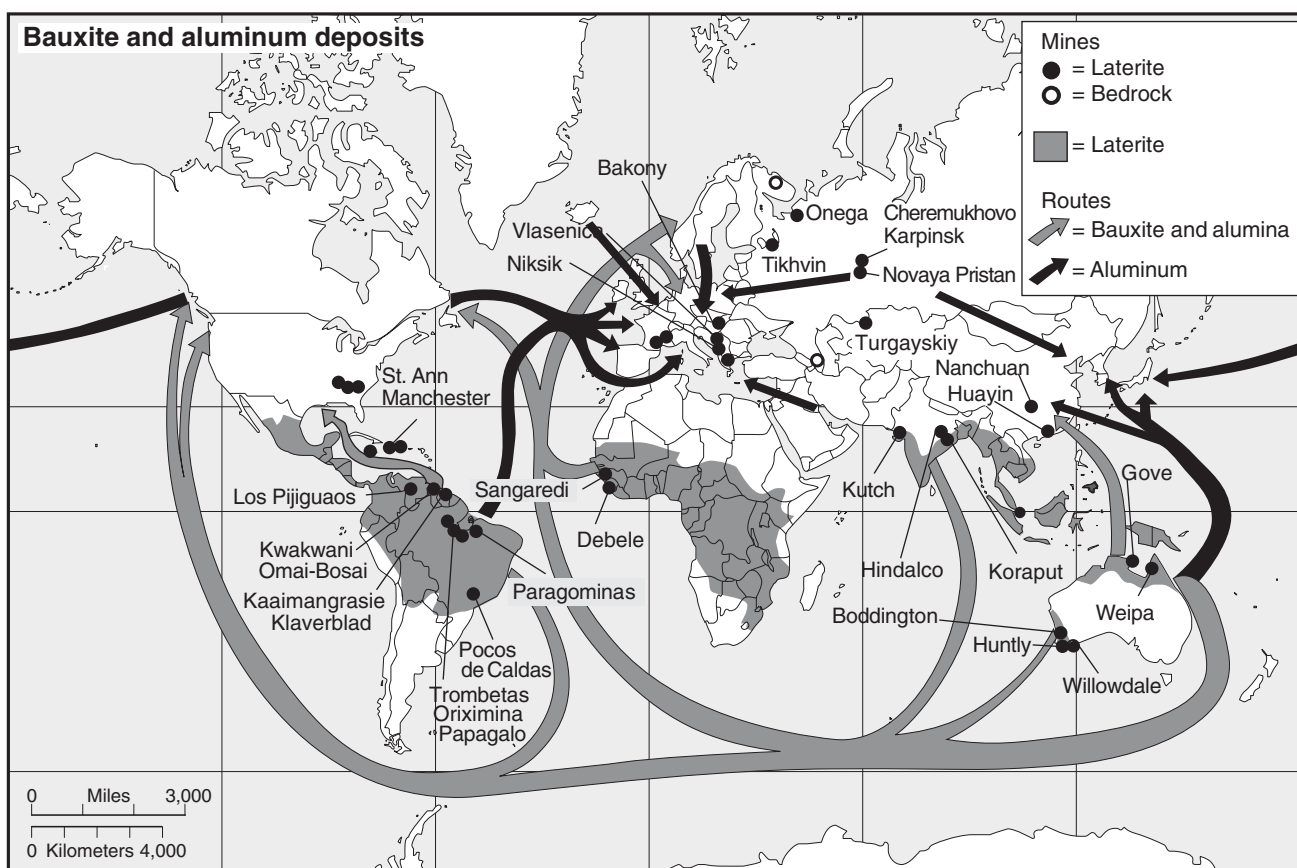 Bauxite and aluminum deposits
Mines
= Laterite
= Bedrock
= Laterite
Routes
= Bauxite and alumina
= Aluminum
Bakony
Vlasenica
Niksik
Onega
Tikhvin
Cheremukhovo
Karpinsk
Novaya Pristan
Turgayskiy
Nanchuan
Huayin
St. Ann
Manchester
Los Pijiguaos
Sangaredi
Debele
Kutch
Gove
Kwakwani
Omai-Bosai
Kaaimangrasie
Klaverblad
Paragominas
Hindalco
Koraput
Boddington
Weipa
Huntly
Willowdale
Pocos
de Caldas
Trombetas
Oriximina
Papagalo
0 Miles 3,000
0 Kilometers 4,000